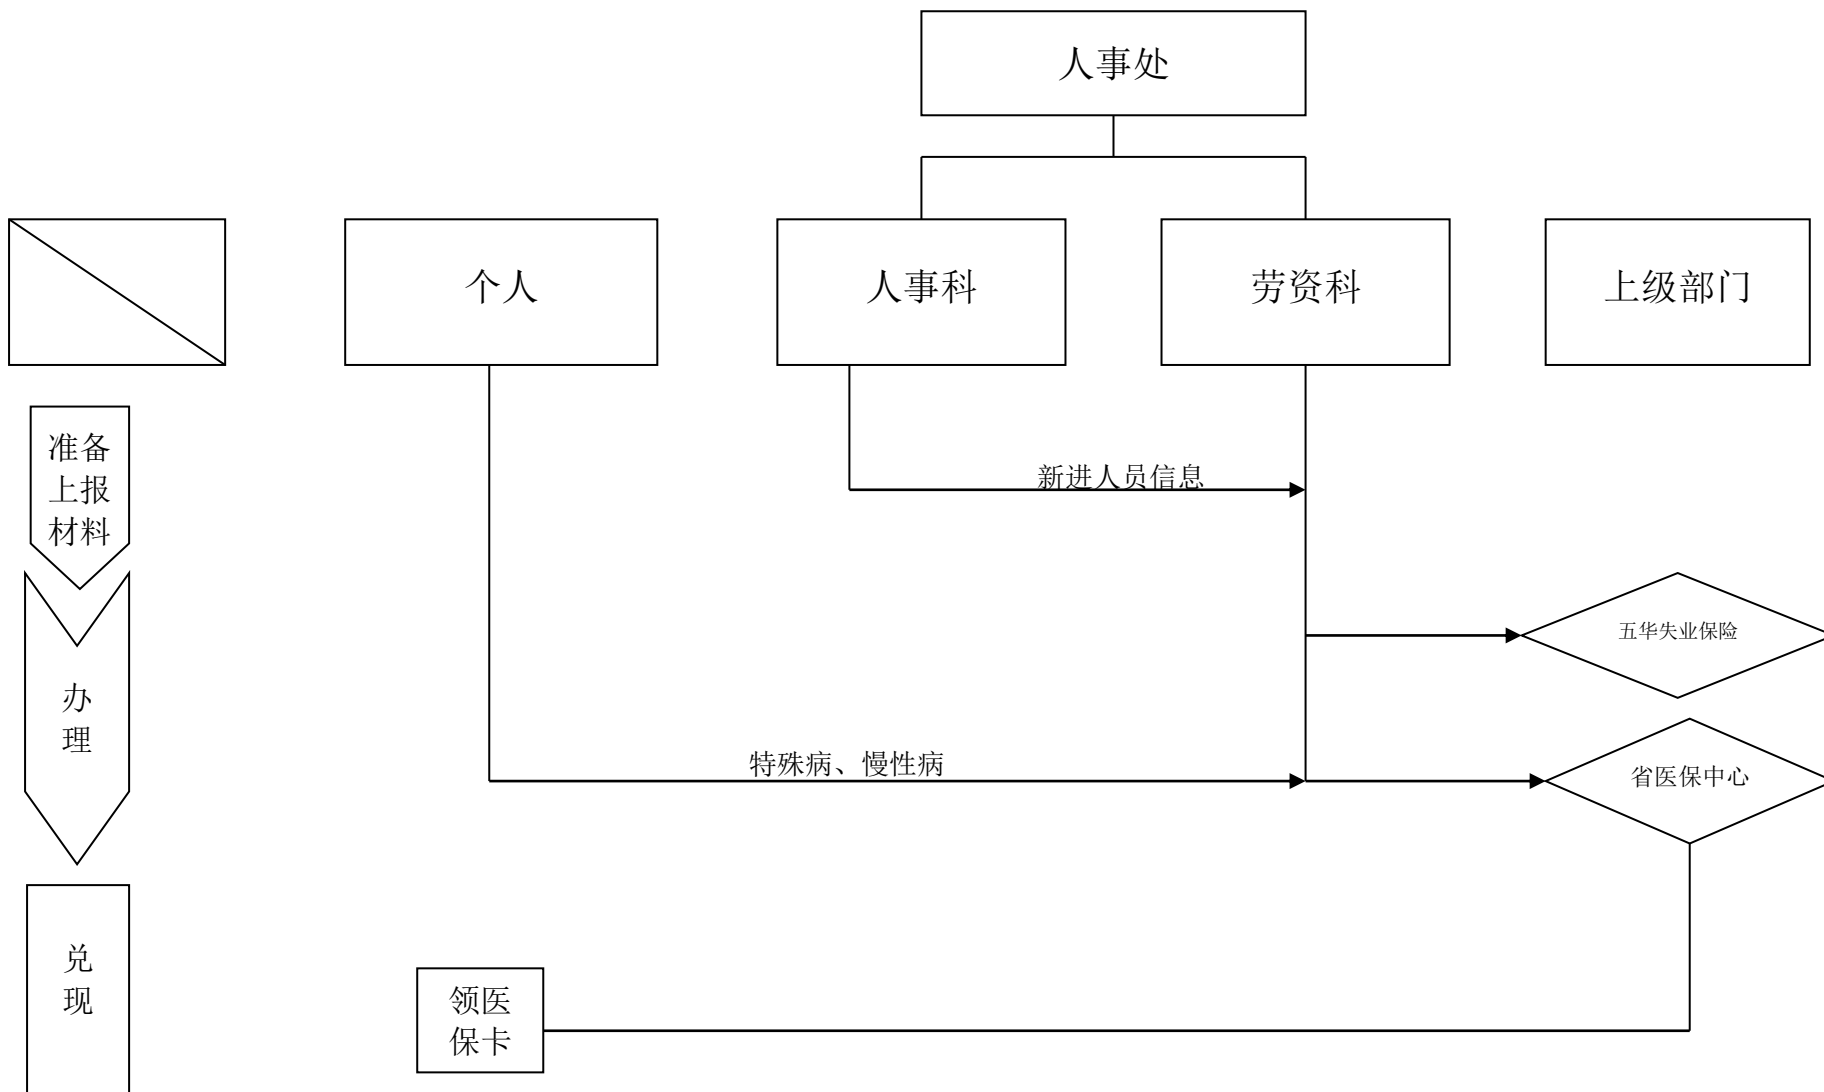 人事处
个人
人事科
劳资科
上级部门
准备
上报
材料
新进人员信息
五华失业保险
办
理
特殊病、慢性病
省医保中心
兑
现
领医
保卡